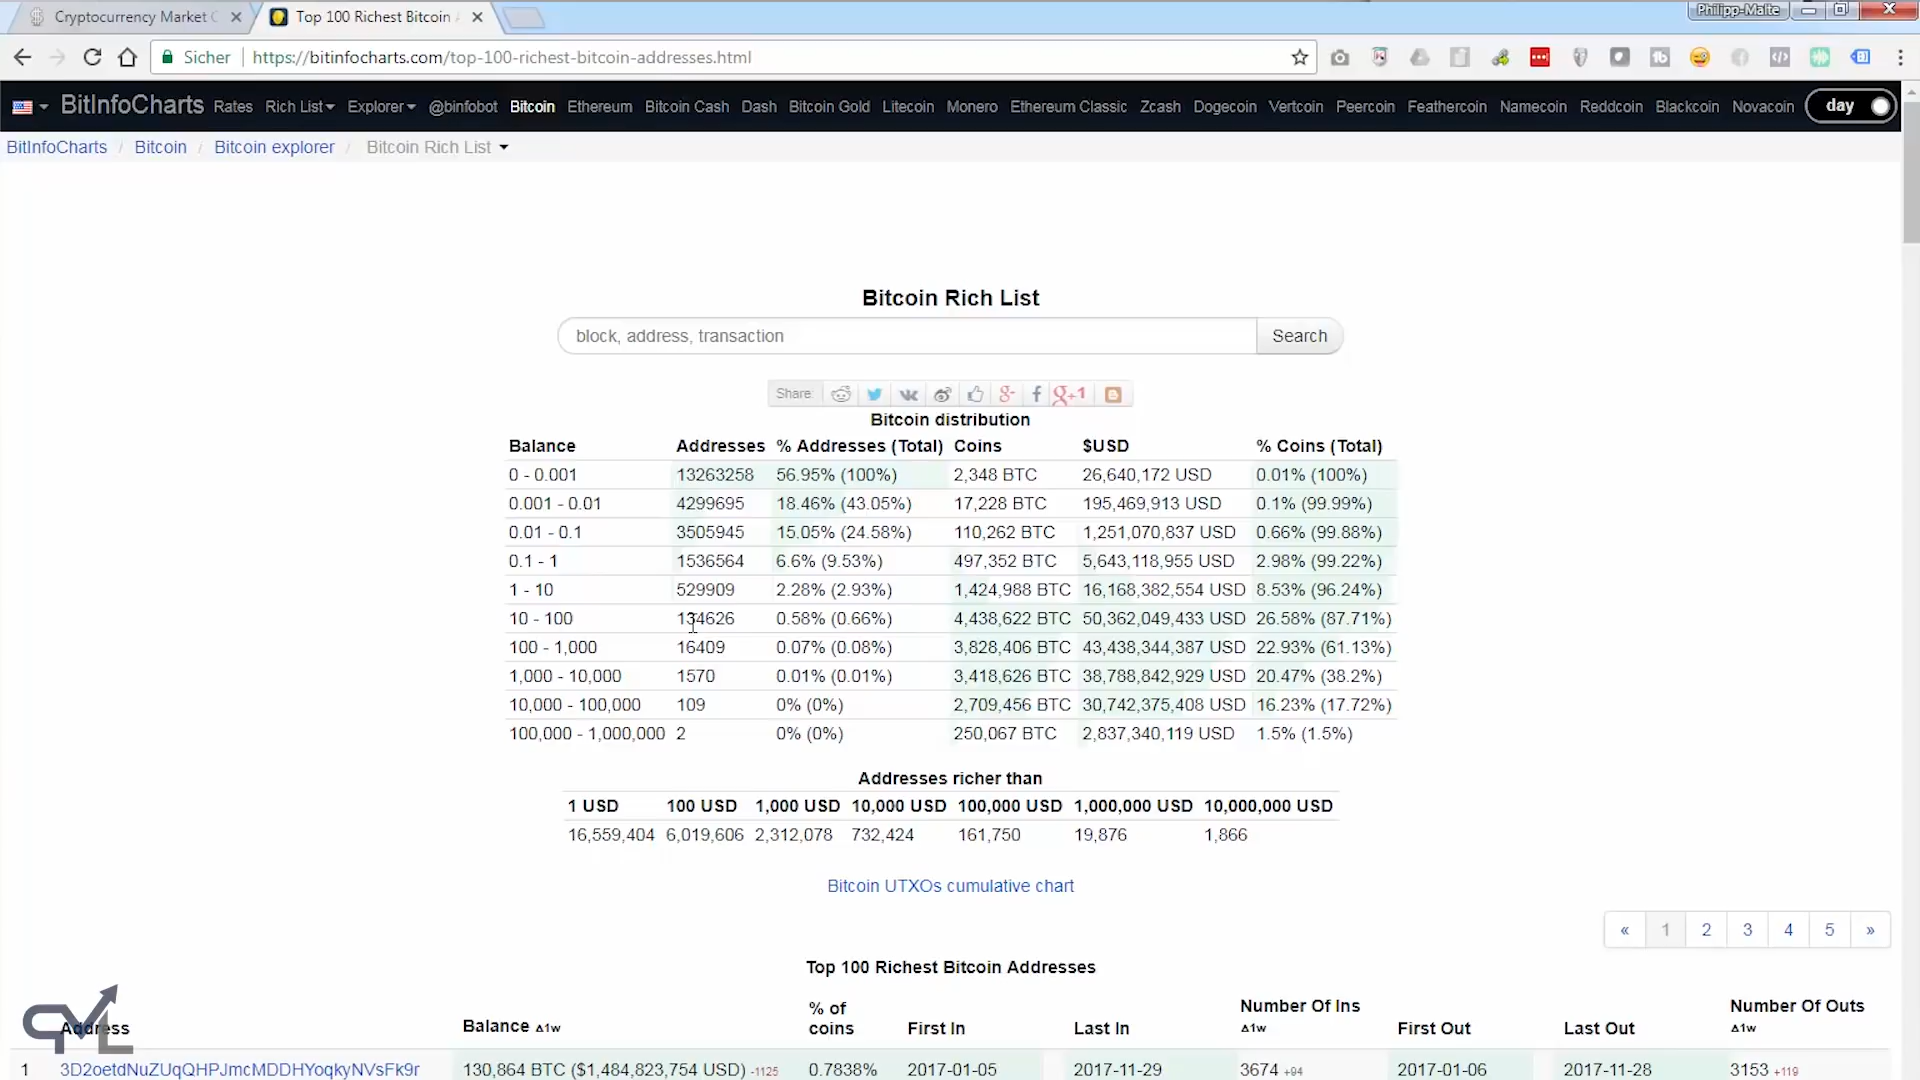 Cryptocurrency Market C
Top 100 Richest Bitcoin A
Philipp-Malte
Sicher https://bitinfocharts.com/top-100-richest-bitcoin-addresses.html
BitInfoCharts Rates Rich List Explorer @binfobot Bitcoin Ethereum Bitcoin Cash Dash Bitcoin Gold Litecoin Monero Ethereum Classic Zcash Dogecoin Vertcoin Peercoin Feathercoin Namecoin Reddcoin Blackcoin Novacoin day
BitInfoCharts / Bitcoin / Bitcoin explorer / Bitcoin Rich List
Bitcoin Rich List
block, address, transaction Search
Share:
Bitcoin distribution
Balance Addresses % Addresses (Total) Coins $USD % Coins (Total)
0 - 0.001 13263258 56.95% (100%) 2,348 BTC 26,640,172 USD 0.01% (100%)
0.001 - 0.01 4299695 18.46% (43.05%) 17,228 BTC 195,469,913 USD 0.1% (99.99%)
0.01 - 0.1 3505945 15.05% (24.58%) 110,262 BTC 1,251,070,837 USD 0.66% (99.88%)
0.1 - 1 1536564 6.6% (9.53%) 497,352 BTC 5,643,118,955 USD 2.98% (99.22%)
1 - 10 529909 2.28% (2.93%) 1,424,988 BTC 16,168,382,554 USD 8.53% (96.24%)
10 - 100 134626 0.58% (0.66%) 4,438,622 BTC 50,362,049,433 USD 26.58% (87.71%)
100 - 1,000 16409 0.07% (0.08%) 3,828,406 BTC 43,438,344,387 USD 22.93% (61.13%)
1,000 - 10,000 1570 0.01% (0.01%) 3,418,626 BTC 38,788,842,929 USD 20.47% (38.2%)
10,000 - 100,000 109 0% (0%) 2,709,456 BTC 30,742,375,408 USD 16.23% (17.72%)
100,000 - 1,000,000 2 0% (0%) 250,067 BTC 2,837,340,119 USD 1.5% (1.5%)
Addresses richer than
1 USD 100 USD 1,000 USD 10,000 USD 100,000 USD 1,000,000 USD 10,000,000 USD
16,559,404 6,019,606 2,312,078 732,424 161,750 19,876 1,866
Bitcoin UTXOs cumulative chart
« 1 2 3 4 5 »
Top 100 Richest Bitcoin Addresses
Address Balance Δ1w % of coins First In Last In Number Of Ins Δ1w First Out Last Out Number Of Outs Δ1w
1 3D2oetdNuZUqQHPJmcMDDHYoqkyNVsFk9r 130,864 BTC ($1,484,823,754 USD) -1125 0.7838% 2017-01-05 2017-11-29 3674 +94 2017-01-06 2017-11-28 3153 +119